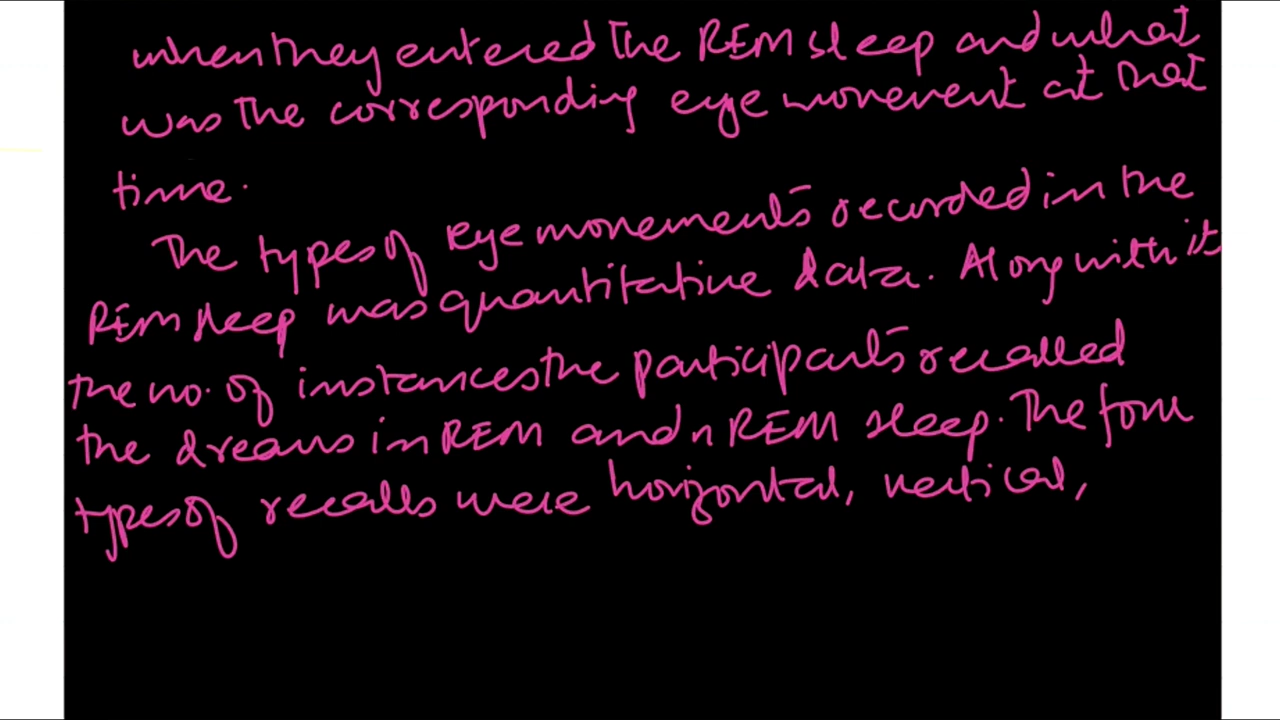 when they entered the REM sleep and what
was the corresponding eye movement at that
time.
The types of eye movements recorded in the
REM sleep was quantitative data. Along with it
the no. of instances the participants recalled
the dreams in REM and nREM sleep. The four
types of recalls were horizontal, vertical,